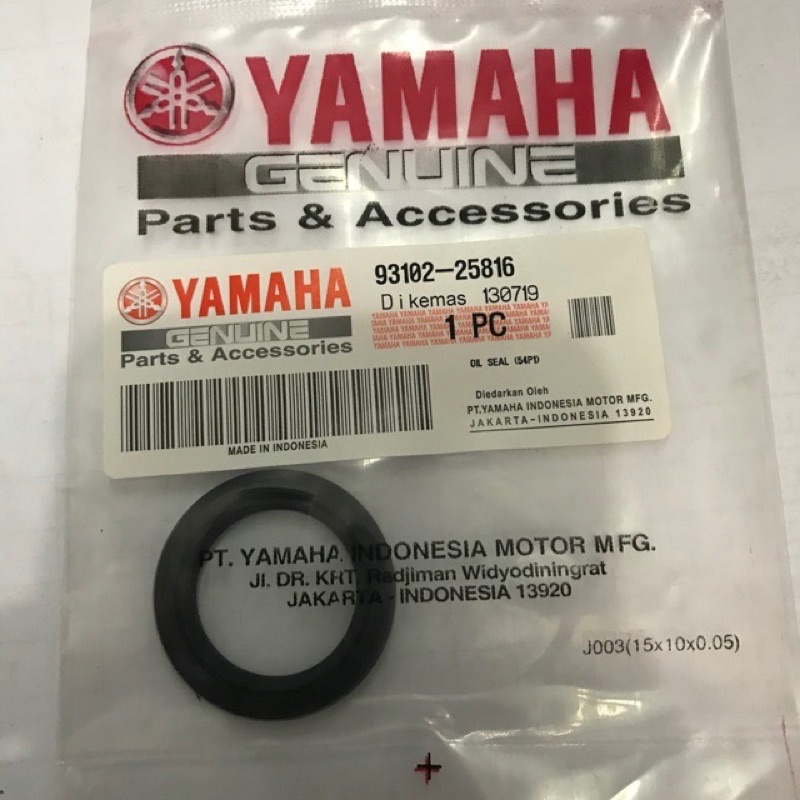 YAMAHA
GENUINE
Parts & Accessories
YAMAHA
GENUINE
Parts & Accessories
93102-25816
Dikemas 130719
1 PC
OIL SEAL (54P1)
Diedarkan Oleh
PT.YAMAHA INDONESIA MOTOR MFG.
JAKARTA-INDONESIA 13920
MADE IN INDONESIA
PT. YAMAHA INDONESIA MOTOR MFG.
Jl. DR. KRT. Radjiman Widyodiningrat
JAKARTA - INDONESIA 13920
J003(15x10x0.05)